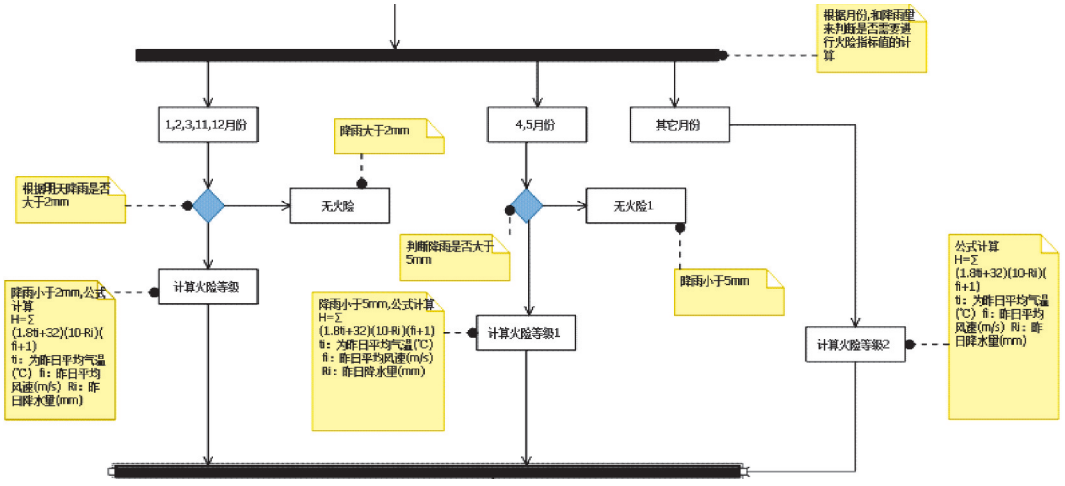 根据月份,和降雨量
来判断是否需要进
行火险指标值的计
算
1,2,3,11,12月份
4,5月份
其它月份
降雨大于2mm
根据明天降雨是否
大于2mm
无火险
无火险1
判断降雨是否大于
5mm
降雨小于5mm
计算火险等级
降雨小于2mm,公式
计算
H=Σ
(1.8ti+32)(10-Ri)(
fi+1)
ti：为昨日平均气温
(℃) fi：昨日平均
风速(m/s) Ri：昨
日降水量(mm)
降雨小于5mm,公式计算
H=Σ
(1.8ti+32)(10-Ri)(fi+1)
ti：为昨日平均气温(℃)
fi：昨日平均风速(m/s)
Ri：昨日降水量(mm)
计算火险等级1
计算火险等级2
公式计算
H=Σ
(1.8ti+32)(10-Ri)(
fi+1)
ti：为昨日平均气温
(℃) fi：昨日平均
风速(m/s) Ri：昨
日降水量(mm)